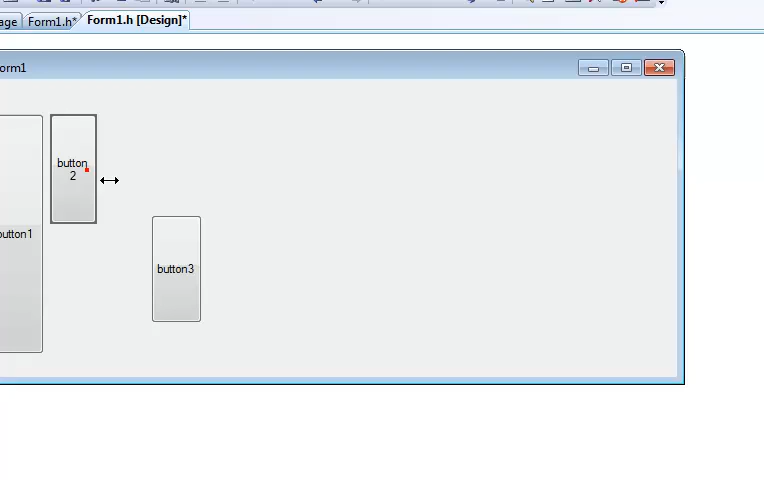 age Form1.h* Form1.h [Design]*
orm1
button
2
button1
button3